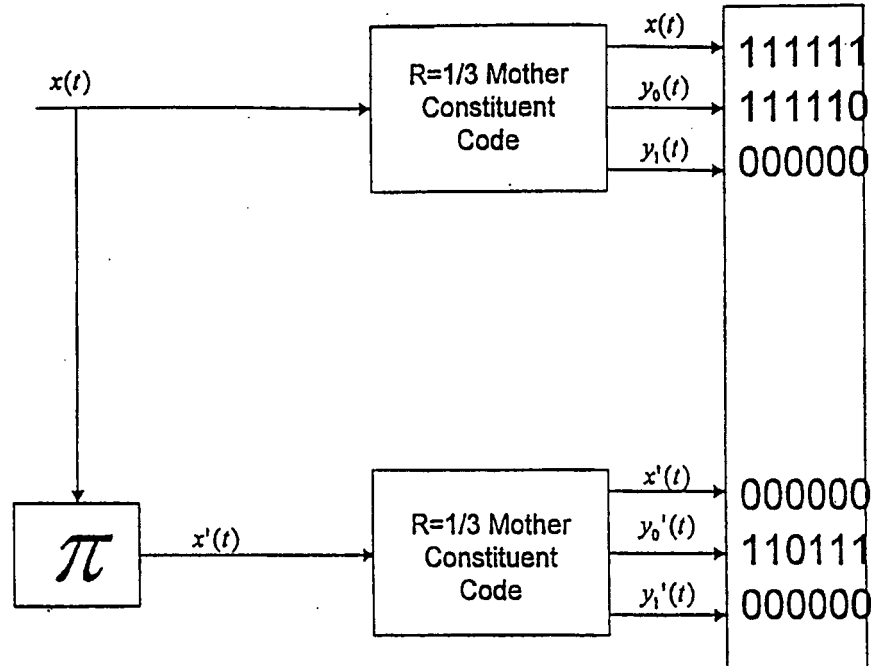 x(t)
R=1/3 Mother
Constituent
Code
x(t)
y₀(t)
y₁(t)
111111
111110
000000
π
x'(t)
R=1/3 Mother
Constituent
Code
x'(t)
y₀'(t)
y₁'(t)
000000
110111
000000